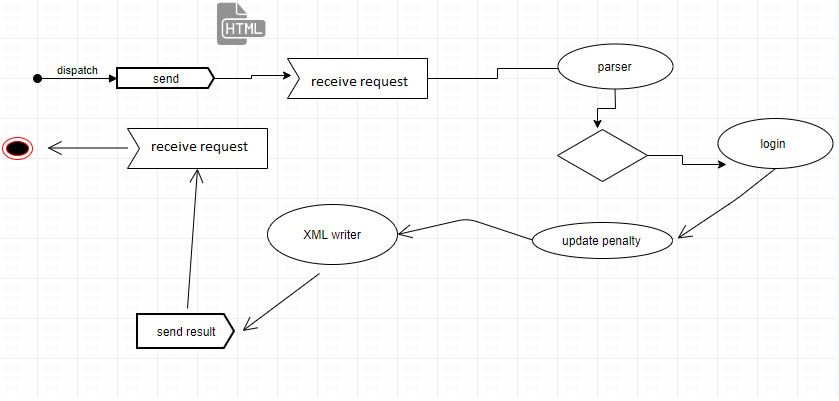 HTML
dispatch
send
receive request
parser
receive request
login
XML writer
update penalty
send result